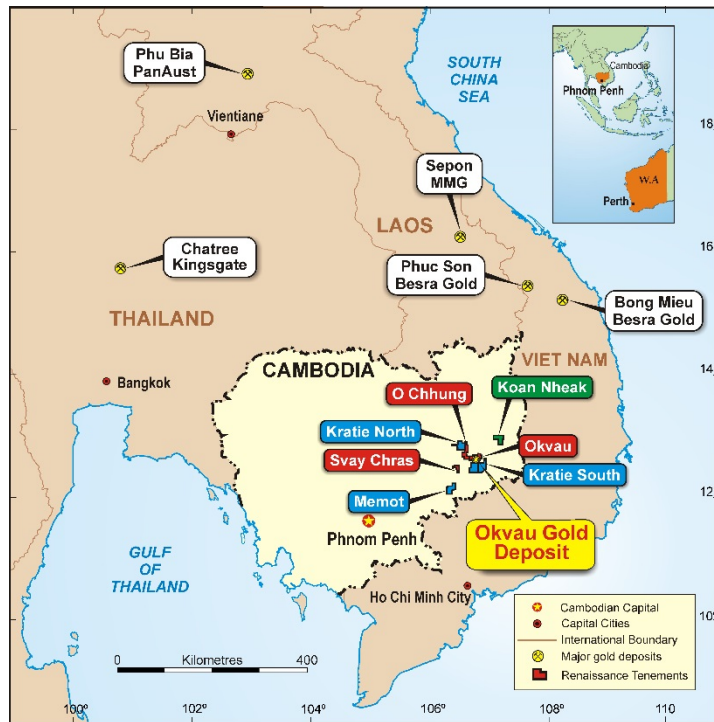 Phu Bia
PanAust
Vientiane
SOUTH
CHINA
SEA
Cambodia
Phnom Penh
W.A
Perth
18°
Sepon
MMG
LAOS
16°
Chatree
Kingsgate
Phuc Son
Besra Gold
Bong Mieu
Besra Gold
THAILAND
VIET NAM
14°
Bangkok
CAMBODIA
O Chhung
Koan Nheak
Kratie North
Okvau
Svay Chras
Kratie South
Memot
12°
Phnom Penh
Okvau Gold
Deposit
GULF
OF
THAILAND
Ho Chi Minh City
10°
0 Kilometres 400
Cambodian Capital
Capital Cities
International Boundary
Major gold deposits
Renaissance Tenements
100° 102° 104° 106° 108° 110